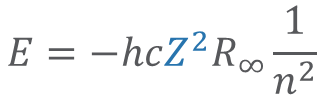 E = −hcZ²R∞ 1/n²